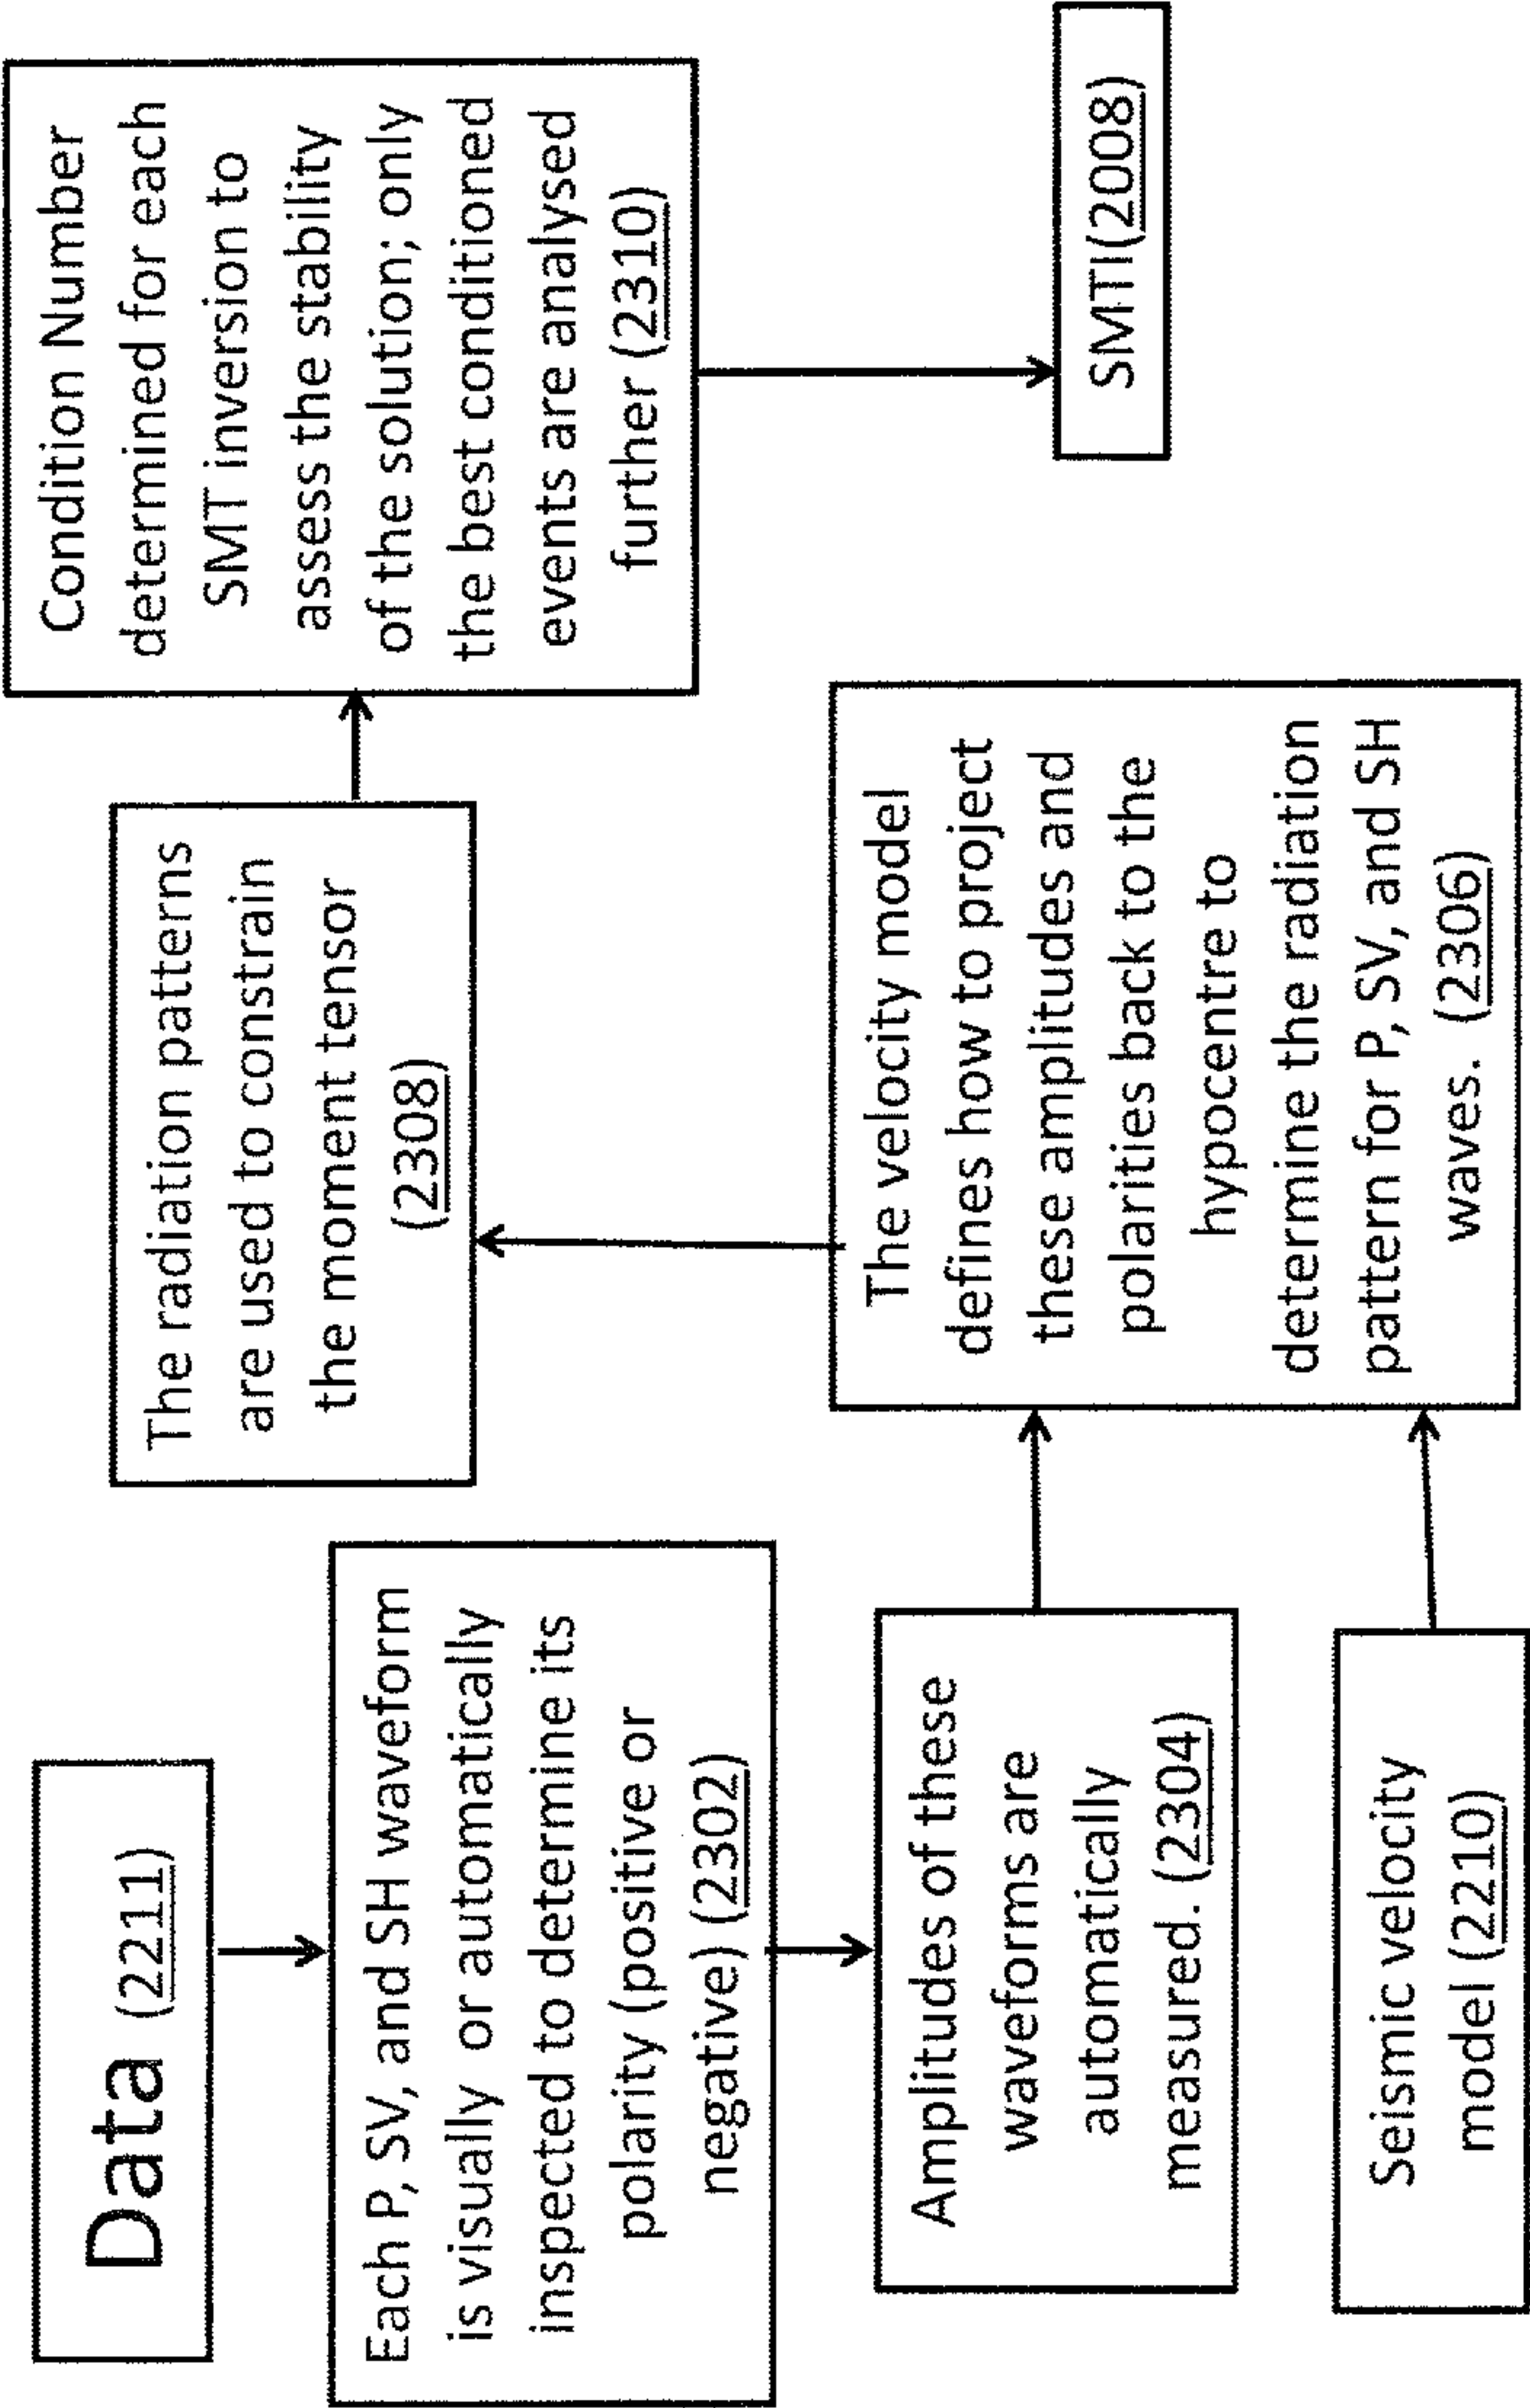 Data (2211)
Each P, SV, and SH waveform
is visually or automatically
inspected to determine its
polarity (positive or
negative) (2302)
Amplitudes of these
waveforms are
automatically
measured. (2304)
Seismic velocity
model (2210)
The velocity model
defines how to project
these amplitudes and
polarities back to the
hypocentre to
determine the radiation
pattern for P, SV, and SH
waves. (2306)
The radiation patterns
are used to constrain
the moment tensor
(2308)
Condition Number
determined for each
SMT inversion to
assess the stability
of the solution; only
the best conditioned
events are analysed
further (2310)
SMTI(2008)